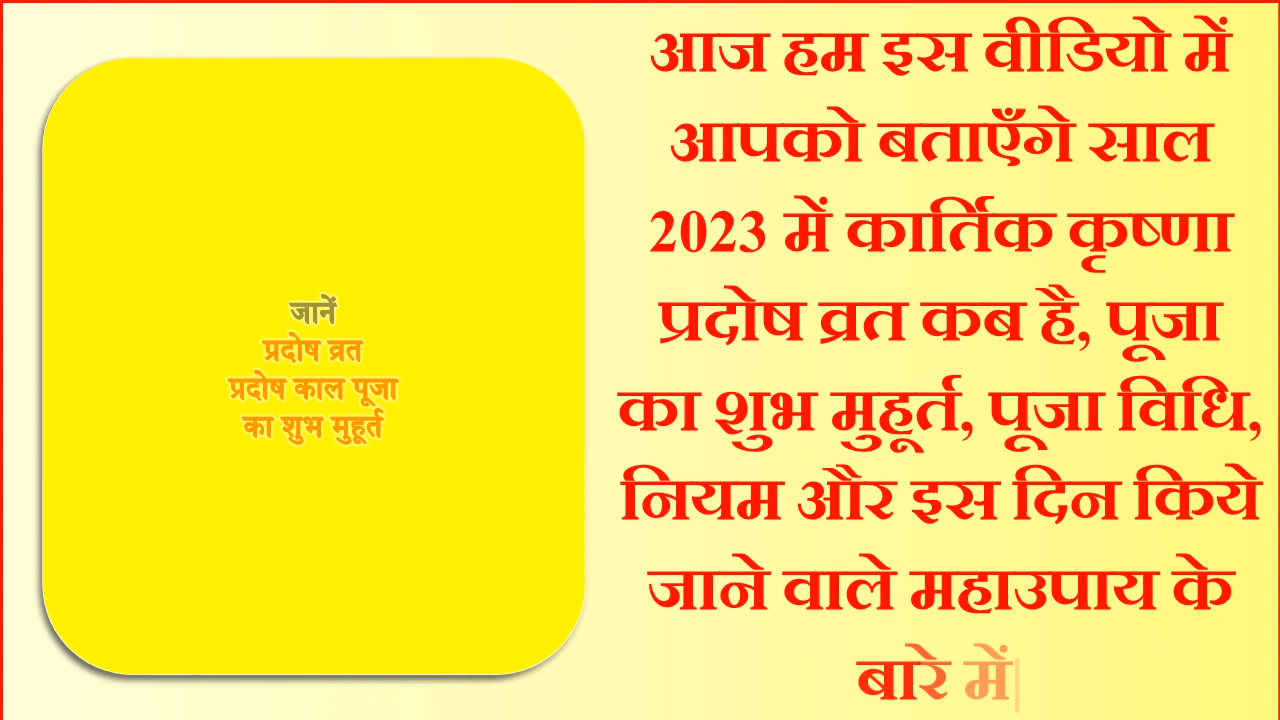 जानें
प्रदोष व्रत
प्रदोष काल पूजा
का शुभ मुहूर्त
आज हम इस वीडियो में
आपको बताएँगे साल
2023 में कार्तिक कृष्णा
प्रदोष व्रत कब है, पूजा
का शुभ मुहूर्त, पूजा विधि,
नियम और इस दिन किये
जाने वाले महाउपाय के
बारे में